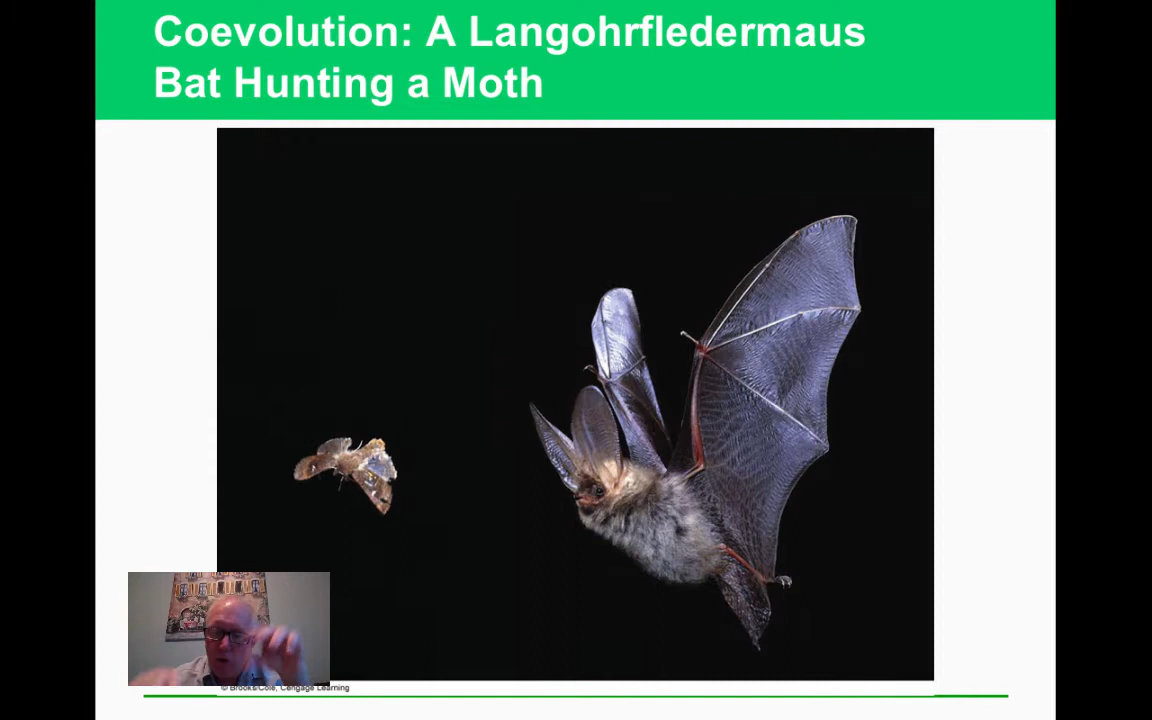 Coevolution: A Langohrfledermaus
Bat Hunting a Moth
© Brooks/Cole, Cengage Learning